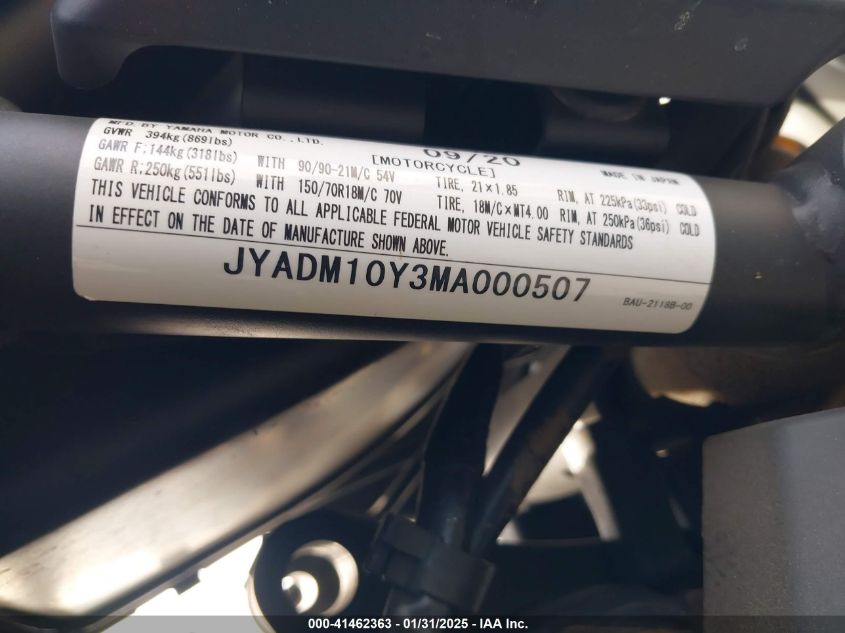 MFD. BY YAMAHA MOTOR CO., LTD. 09/20 MADE IN JAPAN
GVWR 394kg(869lbs) [MOTORCYCLE]
GAWR F:144kg(318lbs) WITH 90/90-21M/C 54V TIRE, 21×1.85 RIM, AT 225kPa(33psi) COLD
GAWR R:250kg(551lbs) WITH 150/70R18M/C 70V TIRE, 18M/C×MT4.00 RIM, AT 250kPa(36psi) COLD
THIS VEHICLE CONFORMS TO ALL APPLICABLE FEDERAL MOTOR VEHICLE SAFETY STANDARDS
IN EFFECT ON THE DATE OF MANUFACTURE SHOWN ABOVE.
JYADM10Y3MA000507
BAU-2118B-00
000-41462363 - 01/31/2025 - IAA Inc.